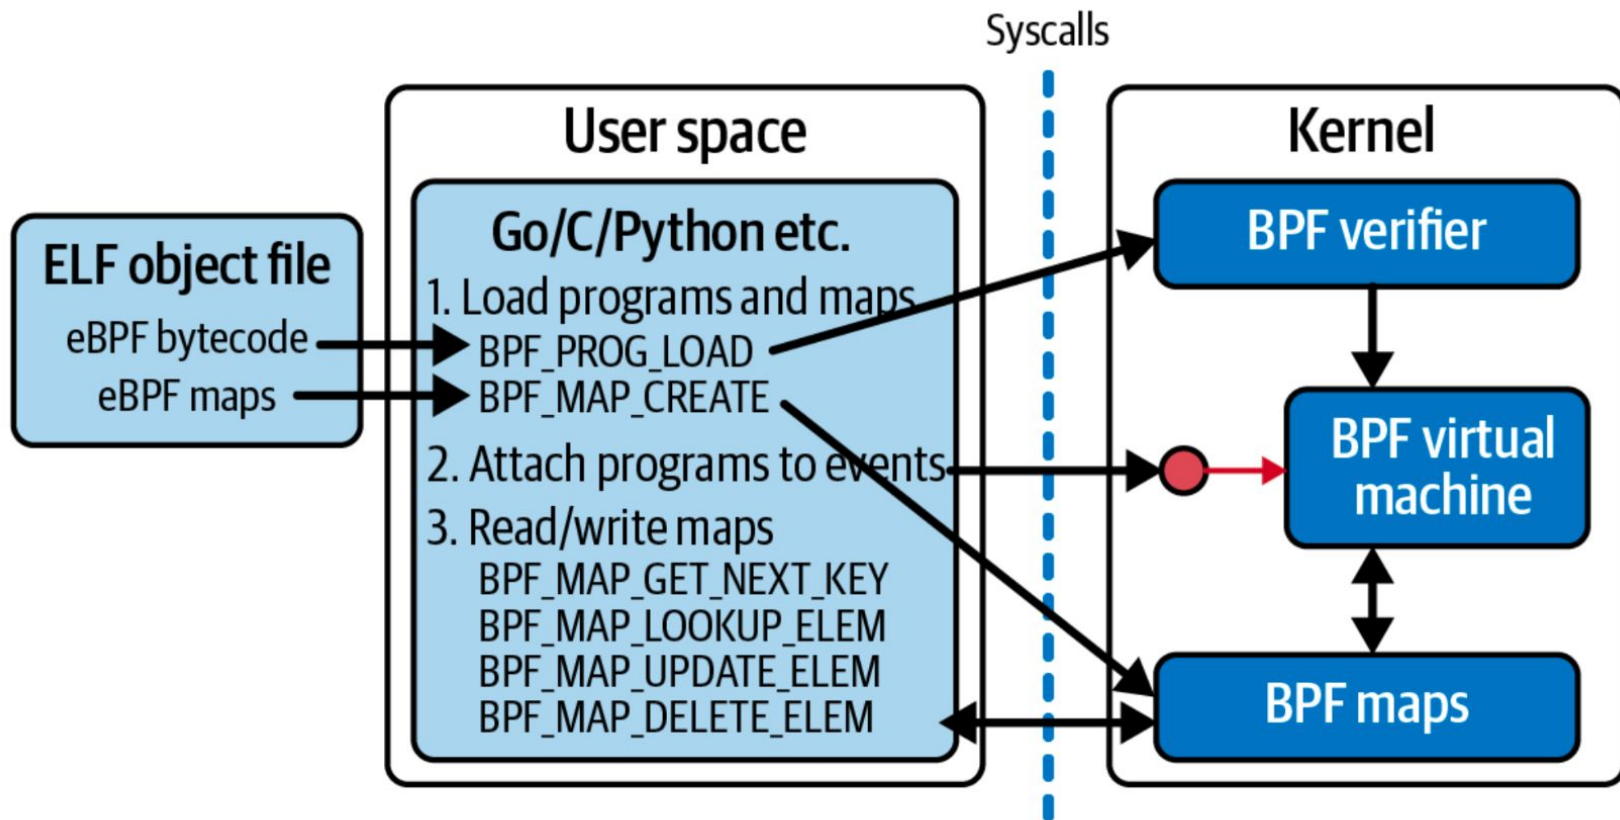 Syscalls
User space
Kernel
ELF object file
eBPF bytecode
eBPF maps
Go/C/Python etc.
1. Load programs and maps
BPF_PROG_LOAD
BPF_MAP_CREATE
2. Attach programs to events
3. Read/write maps
BPF_MAP_GET_NEXT_KEY
BPF_MAP_LOOKUP_ELEM
BPF_MAP_UPDATE_ELEM
BPF_MAP_DELETE_ELEM
BPF verifier
BPF virtual
machine
BPF maps